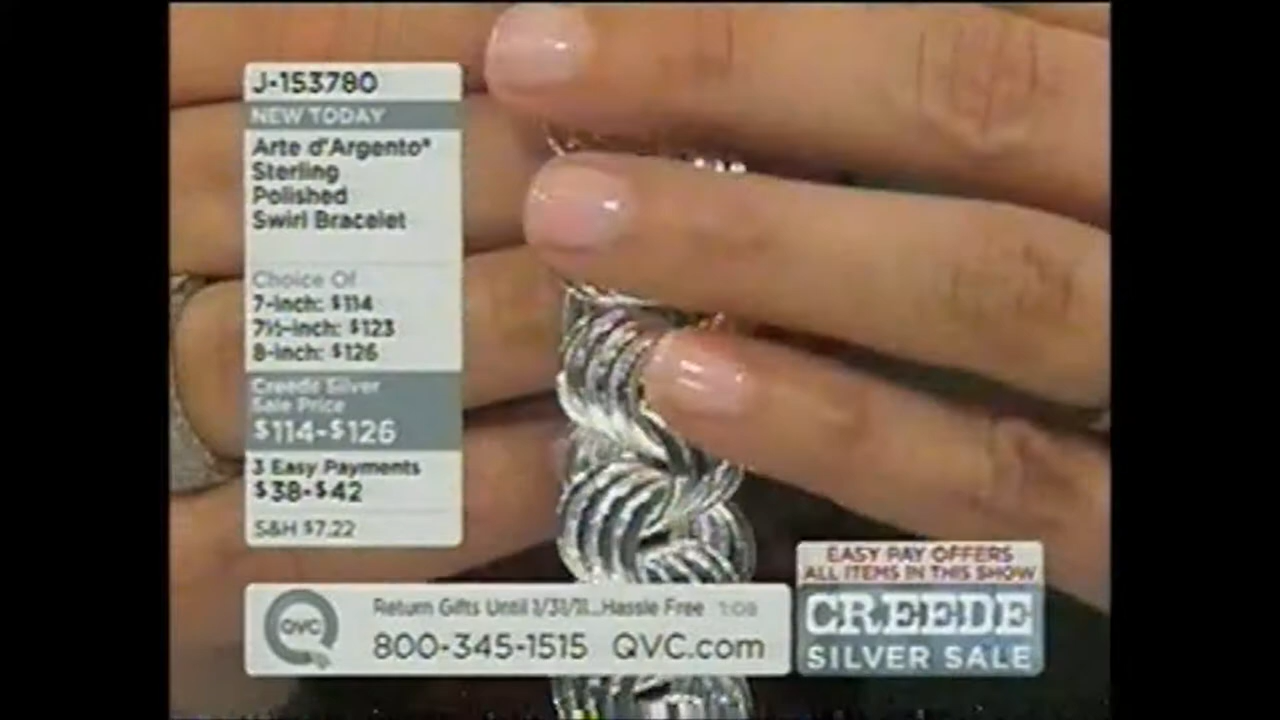 J-153780
NEW TODAY
Arte d'Argento®
Sterling
Polished
Swirl Bracelet
Choice Of
7-inch: $114
7½-inch: $123
8-inch: $126
Creede Silver
Sale Price
$114-$126
3 Easy Payments
$38-$42
S&H $7.22
EASY PAY OFFERS
ALL ITEMS IN THIS SHOW
CREEDE
SILVER SALE
QVC
Return Gifts Until 1/31/11...Hassle Free 1:08
800-345-1515 QVC.com